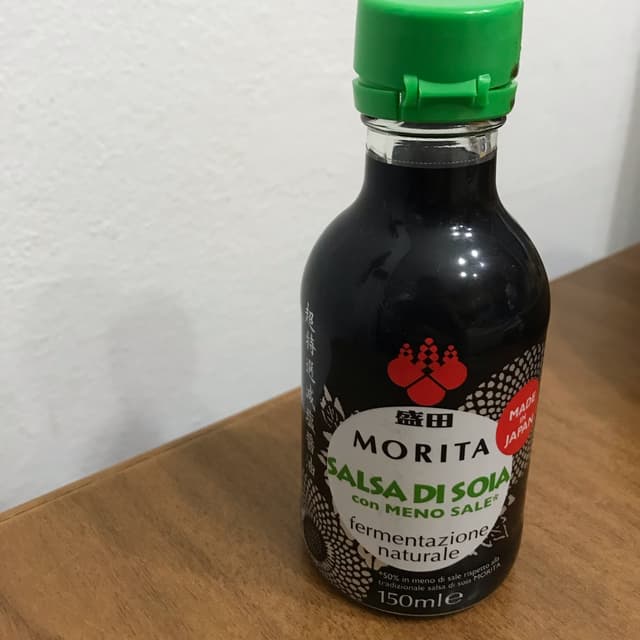 盛田
MORITA
SALSA DI SOIA
con MENO SALE*
fermentazione
naturale
*50% in meno di sale rispetto alla
tradizionale salsa di soia MORITA
150ml e
MADE
IN
JAPAN